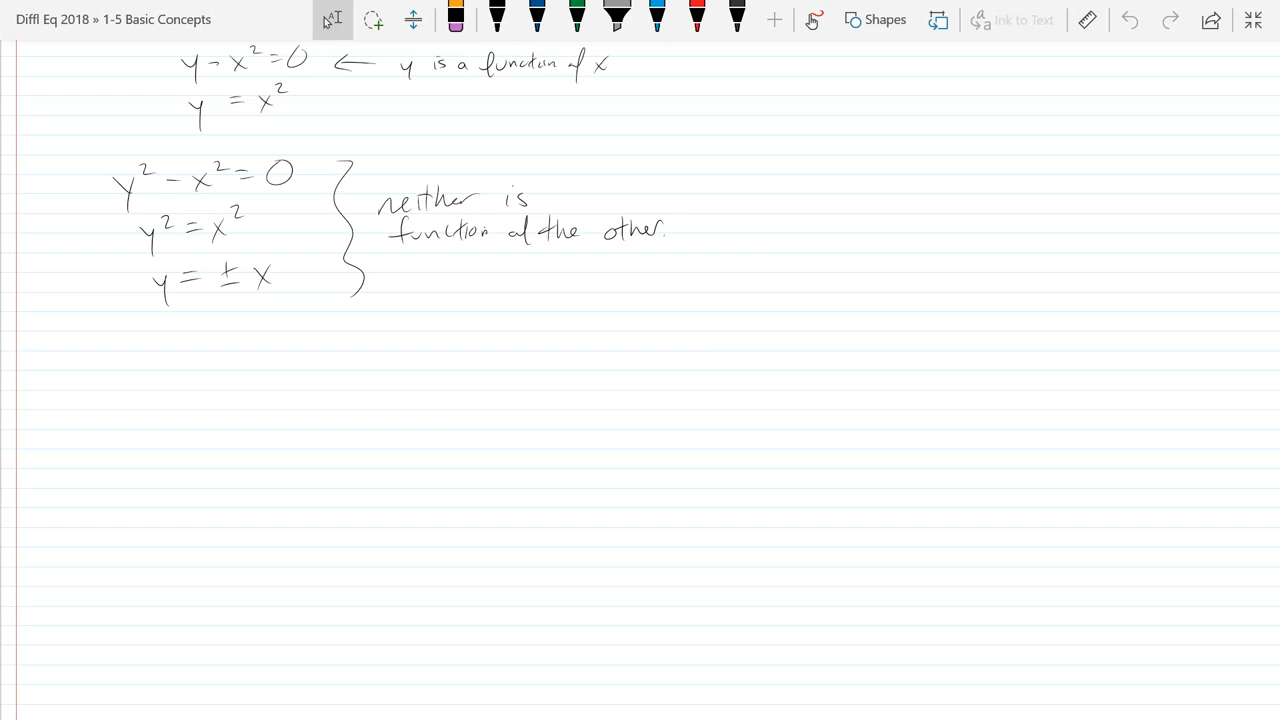 Diffl Eq 2018 » 1-5 Basic Concepts
Shapes
Ink to Text
y - x² = 0 ← y is a function of x
y = x²
y² - x² = 0
neither is
y² = x²
function of the other.
y = ± x